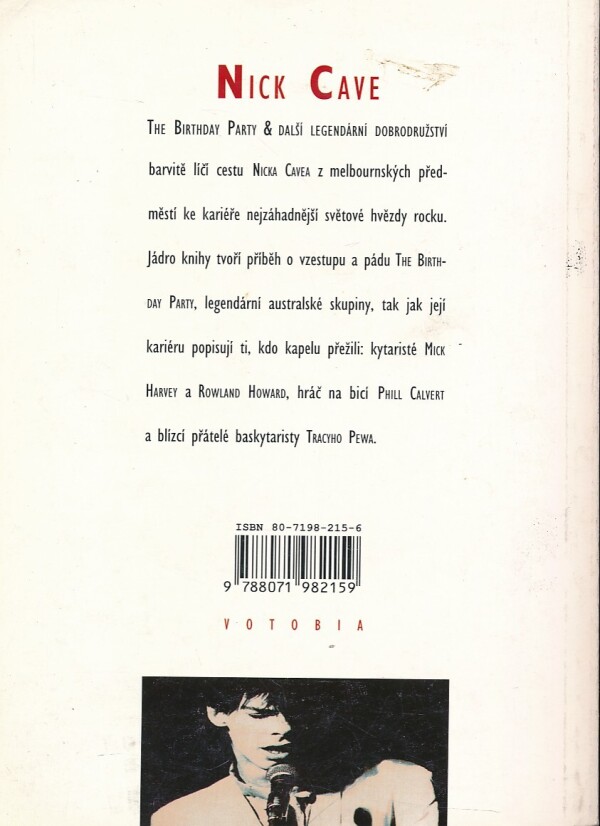 NICK CAVE
THE BIRTHDAY PARTY & DALŠÍ LEGENDÁRNÍ DOBRODRUŽSTVÍ
barvitě líčí cestu NICKA CAVEA z melbournských před-
městí ke kariéře nejzáhadnější světové hvězdy rocku.
Jádro knihy tvoří příběh o vzestupu a pádu THE BIRTH-
DAY PARTY, legendární australské skupiny, tak jak její
kariéru popisují ti, kdo kapelu přežili: kytaristé MICK
HARVEY a ROWLAND HOWARD, hráč na bicí PHILL CALVERT
a blízcí přátelé baskytaristy TRACYHO PEWA.
ISBN 80-7198-215-6
9 788071 982159
VOTOBIA